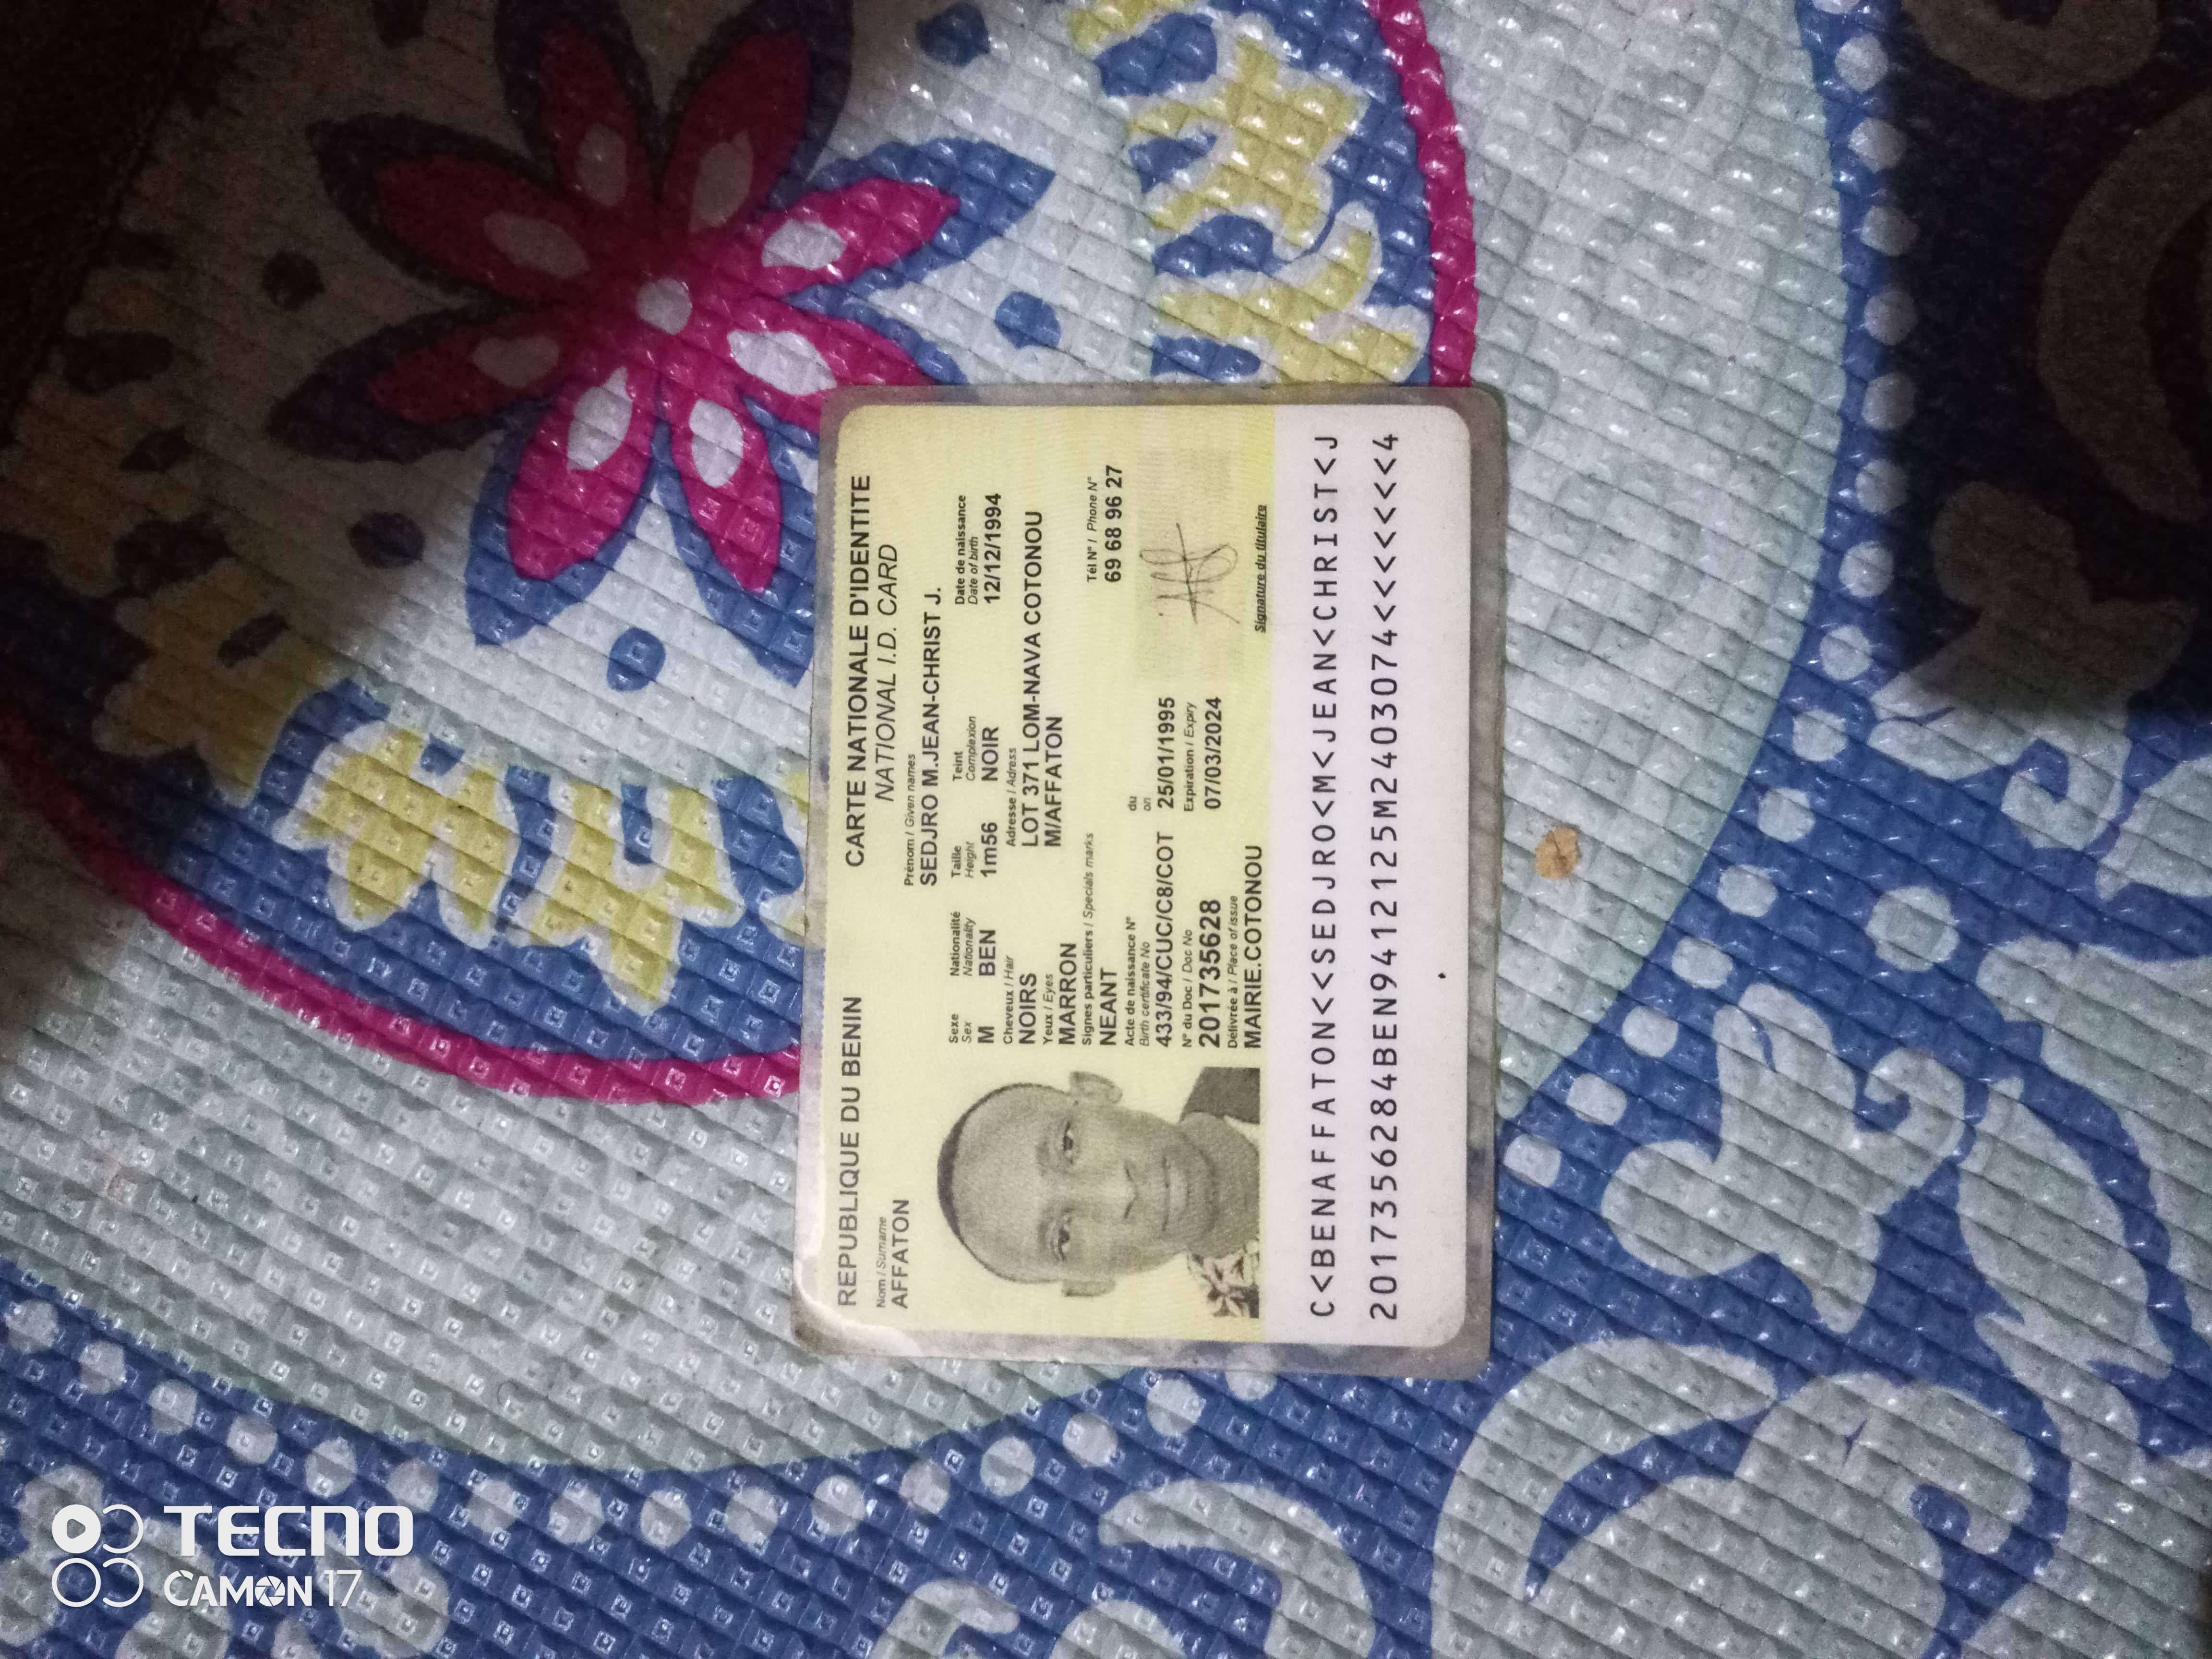 REPUBLIQUE DU BENIN
CARTE NATIONALE D'IDENTITE
NATIONAL I.D. CARD
Nom / Surname
AFFATON
Prénom / Given names
SEDJRO M.JEAN-CHRIST J.
Sexe Nationalité Taille Teint Date de naissance
Sex Nationality Height Complexion Date of birth
M BEN 1m56 NOIR 12/12/1994
Cheveux / Hair Adresse / Adress
NOIRS LOT 371 LOM-NAVA COTONOU
Yeux / Eyes M/AFFATON
MARRON
Signes particuliers / Specials marks Tél N° / Phone N°
NEANT 69 68 96 27
Acte de naissance N° du
Birth certificate No on
433/94/CUC/C8/COT 25/01/1995
N° du Doc / Doc No Expiration / Expiry
201735628 07/03/2024
Délivrée à / Place of issue
MAIRIE.COTONOU
Signature du titulaire
C<BENAFFATON<<SEDJRO<M<JEAN<CHRIST<J
2017356284BEN9412125M2403074<<<<<<<4
TECNO
CAMON 17